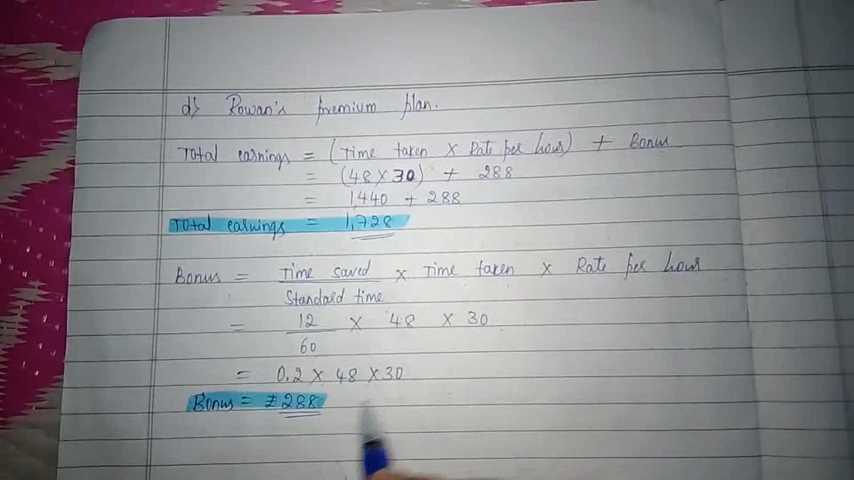 d) Rowan's premium plan.
Total earnings = (Time taken × Rate per hour) + Bonus
= (48×30) + 288
= 1,440 + 288
Total earnings = 1,728
Bonus = Time saved × Time taken × Rate per hour
Standard time
= 12 × 48 × 30
60
= 0.2 × 48 × 30
Bonus = ₹ 288